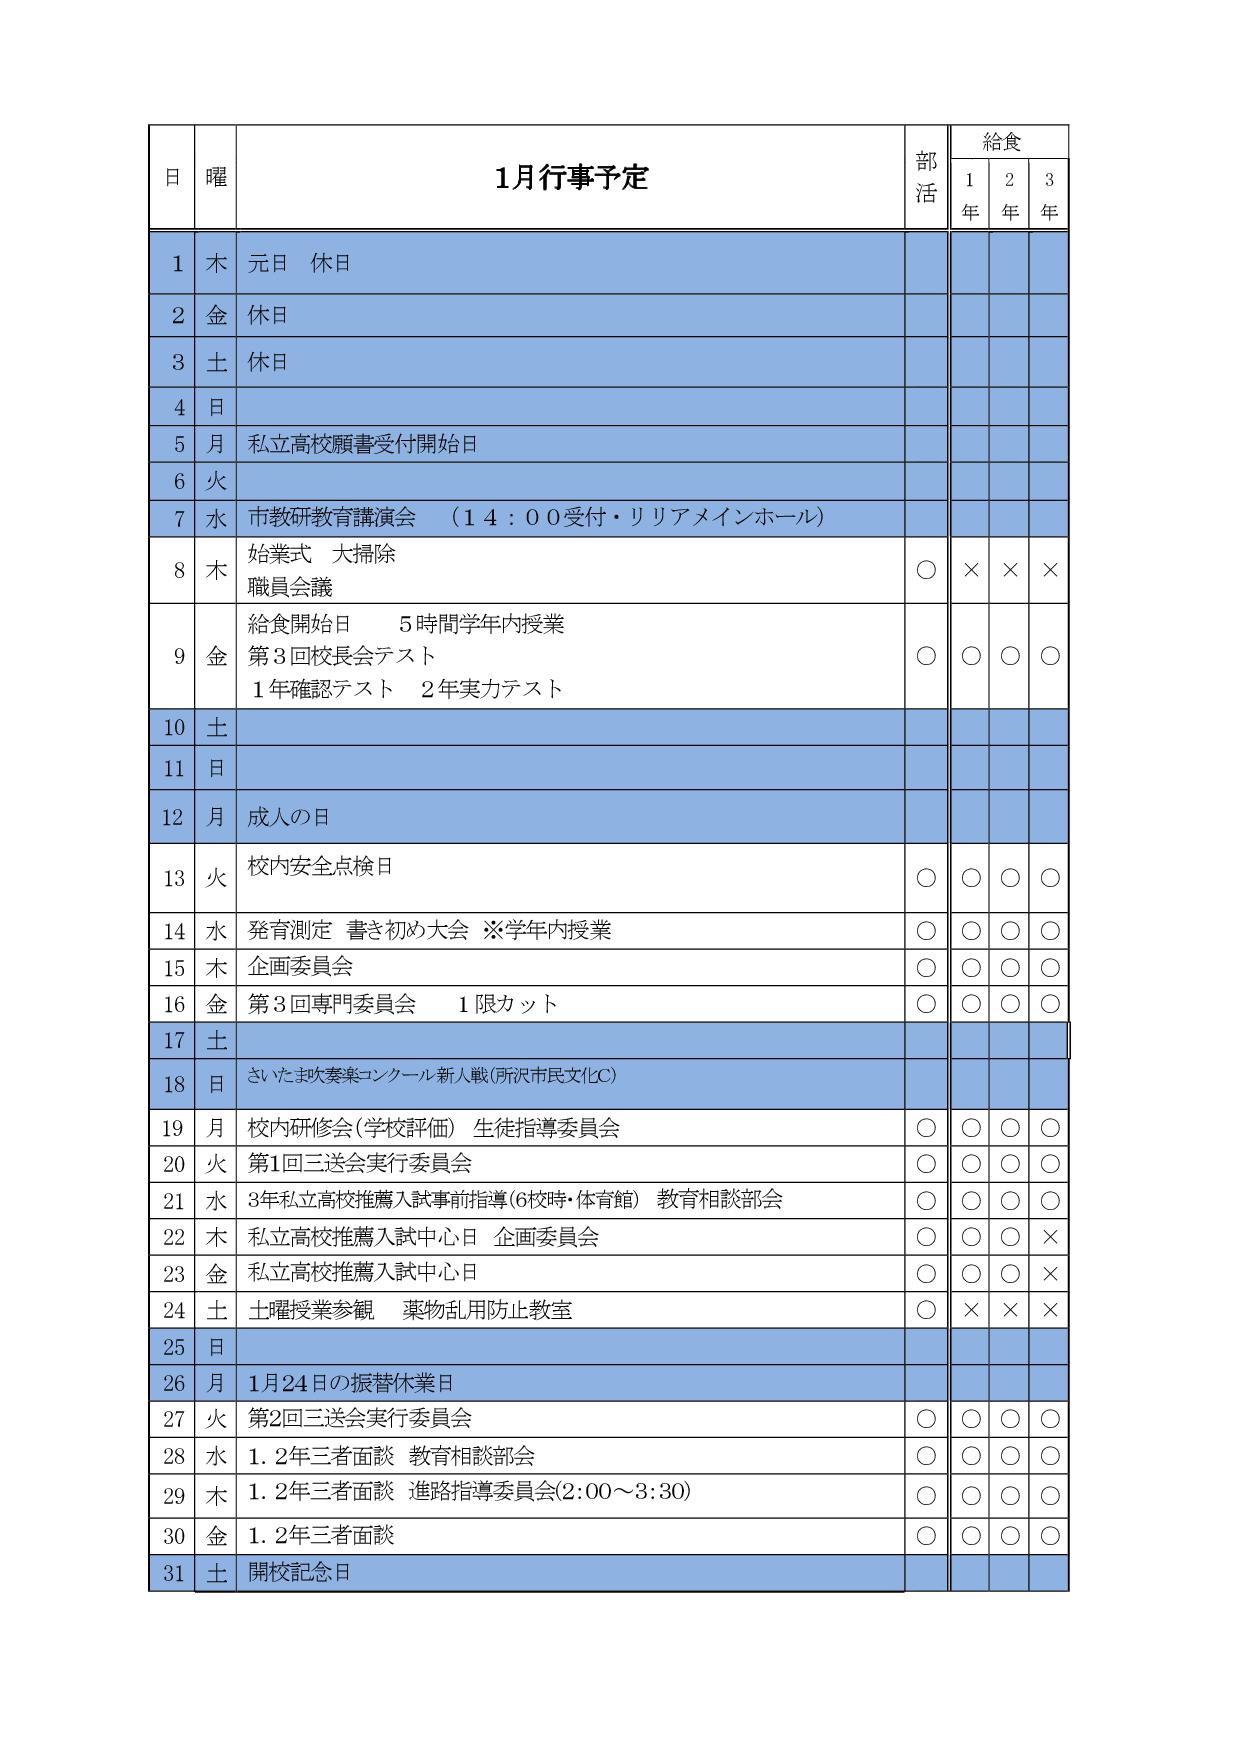 日 曜 1月行事予定 部活 給食
1年 2年 3年
1 木 元日　休日
2 金 休日
3 土 休日
4 日
5 月 私立高校願書受付開始日
6 火
7 水 市教研教育講演会　（１４：００受付・リリアメインホール）
8 木 始業式　大掃除 ○ × × ×
職員会議
9 金 給食開始日　　５時間学年内授業 ○ ○ ○ ○
第３回校長会テスト
１年確認テスト　２年実力テスト
10 土
11 日
12 月 成人の日
13 火 校内安全点検日 ○ ○ ○ ○
14 水 発育測定 書き初め大会 ※学年内授業 ○ ○ ○ ○
15 木 企画委員会 ○ ○ ○ ○
16 金 第３回専門委員会　　１限カット ○ ○ ○ ○
17 土
18 日 さいたま吹奏楽コンクール新人戦(所沢市民文化C)
19 月 校内研修会(学校評価) 生徒指導委員会 ○ ○ ○ ○
20 火 第1回三送会実行委員会 ○ ○ ○ ○
21 水 3年私立高校推薦入試事前指導(6校時・体育館) 教育相談部会 ○ ○ ○ ○
22 木 私立高校推薦入試中心日 企画委員会 ○ ○ ○ ×
23 金 私立高校推薦入試中心日 ○ ○ ○ ×
24 土 土曜授業参観　薬物乱用防止教室 ○ × × ×
25 日
26 月 1月24日の振替休業日
27 火 第2回三送会実行委員会 ○ ○ ○ ○
28 水 1．2年三者面談 教育相談部会 ○ ○ ○ ○
29 木 1．2年三者面談 進路指導委員会(2:00～3:30) ○ ○ ○ ○
30 金 1．2年三者面談 ○ ○ ○ ○
31 土 開校記念日